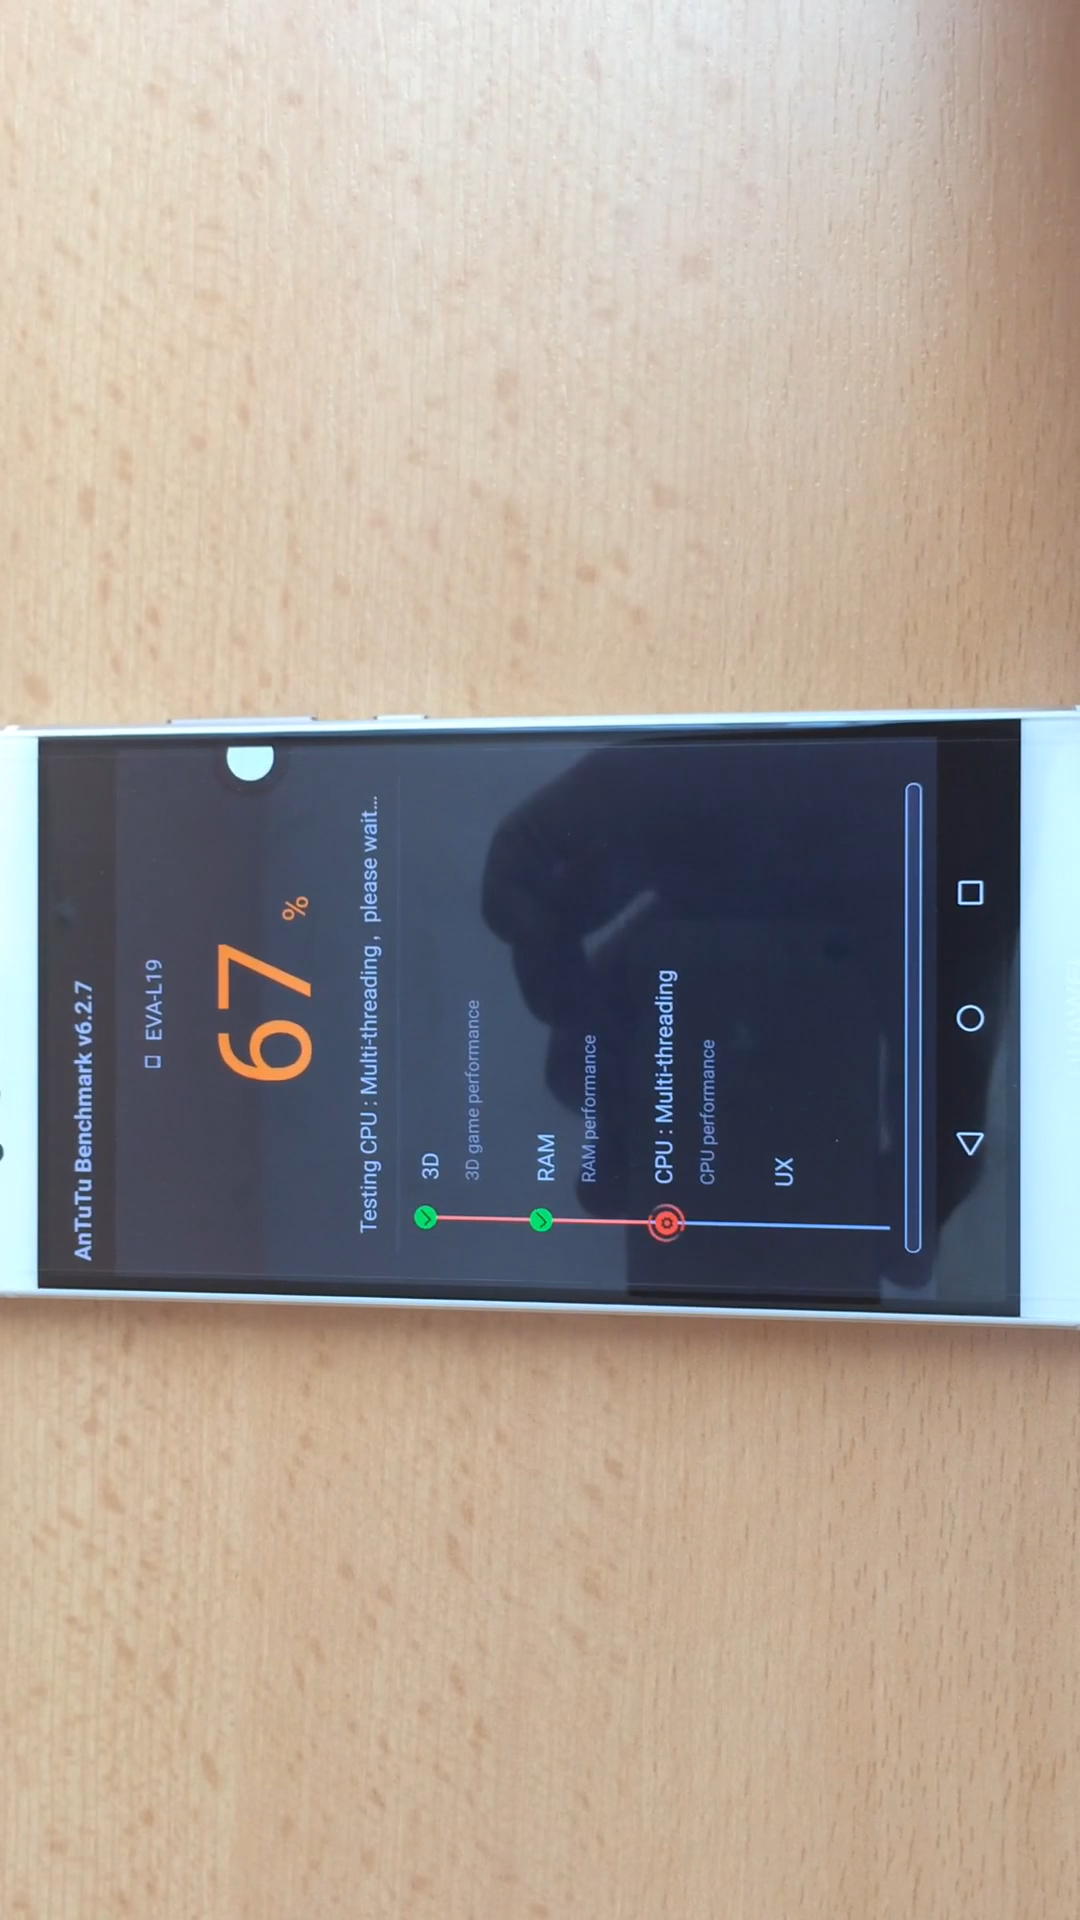 AnTuTu Benchmark v6.2.7
EVA-L19
67 %
Testing CPU : Multi-threading , please wait...
3D
3D game performance
RAM
RAM performance
CPU : Multi-threading
CPU performance
UX